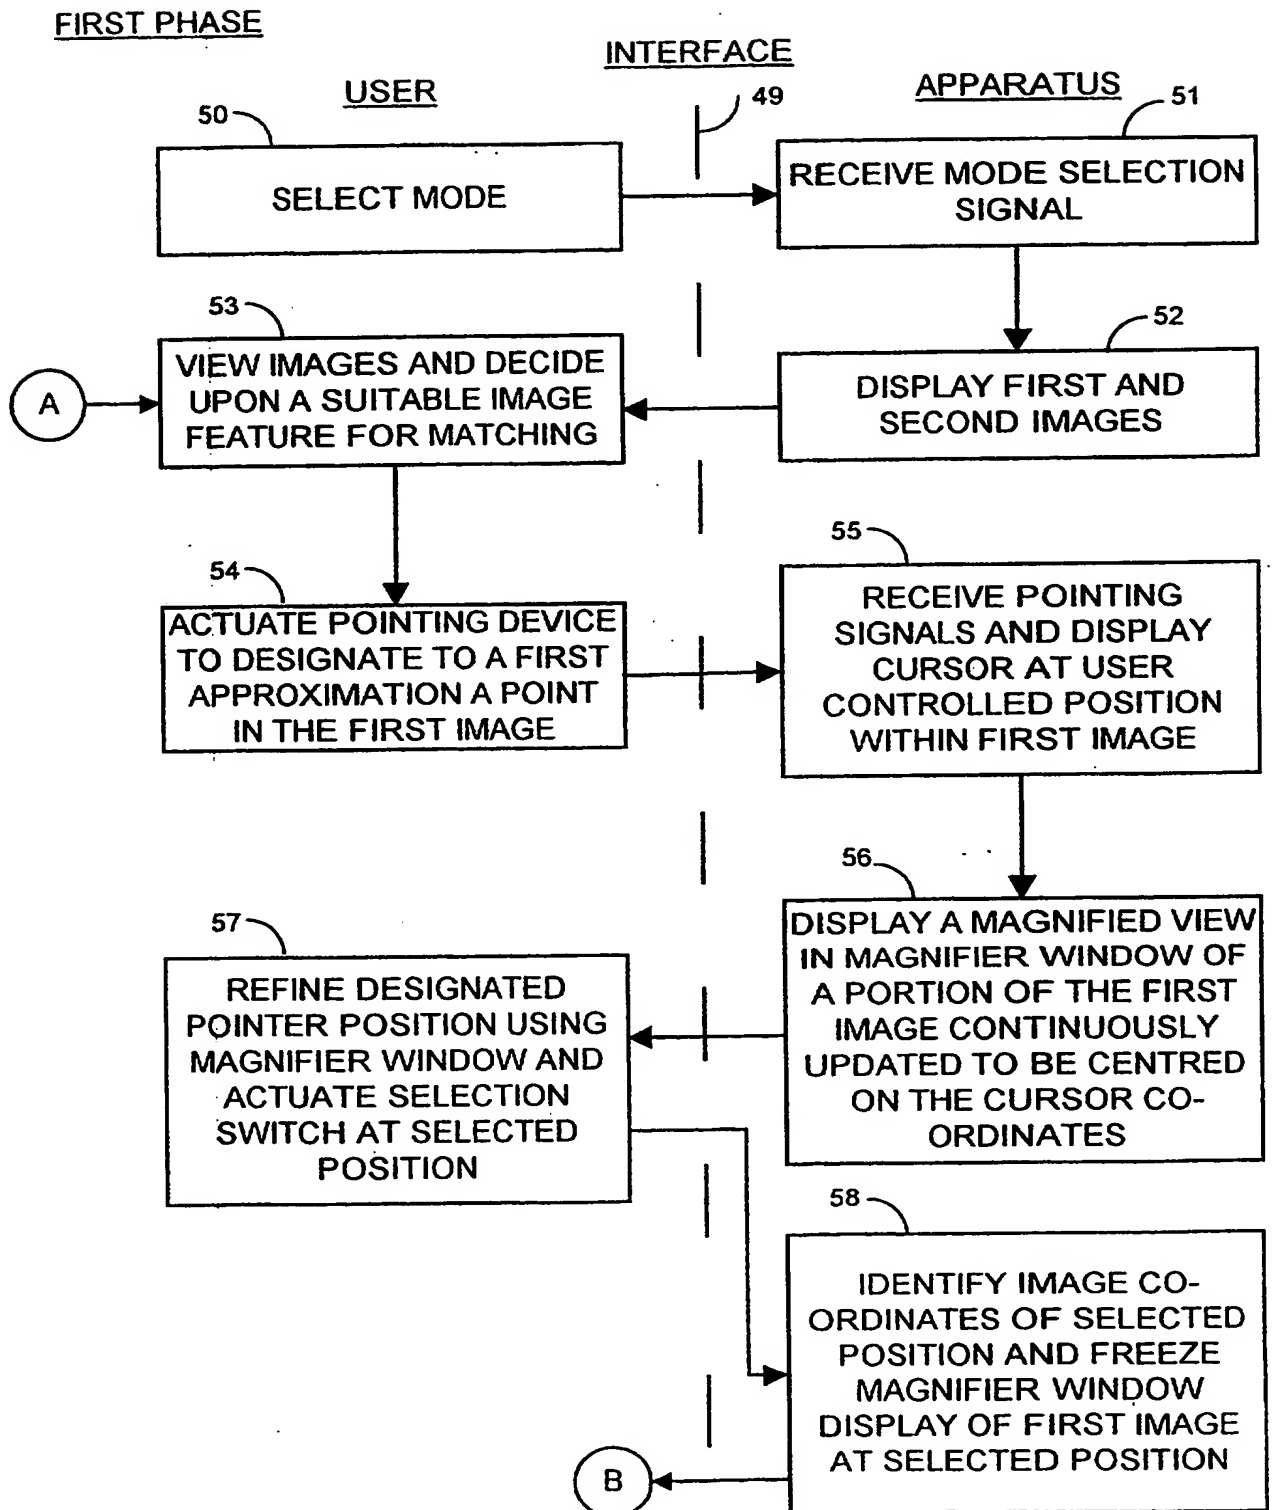 FIRST PHASE
INTERFACE
USER
APPARATUS
49
50
SELECT MODE
51
RECEIVE MODE SELECTION
SIGNAL
52
DISPLAY FIRST AND
SECOND IMAGES
53
VIEW IMAGES AND DECIDE
UPON A SUITABLE IMAGE
FEATURE FOR MATCHING
A
54
ACTUATE POINTING DEVICE
TO DESIGNATE TO A FIRST
APPROXIMATION A POINT
IN THE FIRST IMAGE
55
RECEIVE POINTING
SIGNALS AND DISPLAY
CURSOR AT USER
CONTROLLED POSITION
WITHIN FIRST IMAGE
56
DISPLAY A MAGNIFIED VIEW
IN MAGNIFIER WINDOW OF
A PORTION OF THE FIRST
IMAGE CONTINUOUSLY
UPDATED TO BE CENTRED
ON THE CURSOR CO-
ORDINATES
57
REFINE DESIGNATED
POINTER POSITION USING
MAGNIFIER WINDOW AND
ACTUATE SELECTION
SWITCH AT SELECTED
POSITION
58
IDENTIFY IMAGE CO-
ORDINATES OF SELECTED
POSITION AND FREEZE
MAGNIFIER WINDOW
DISPLAY OF FIRST IMAGE
AT SELECTED POSITION
B